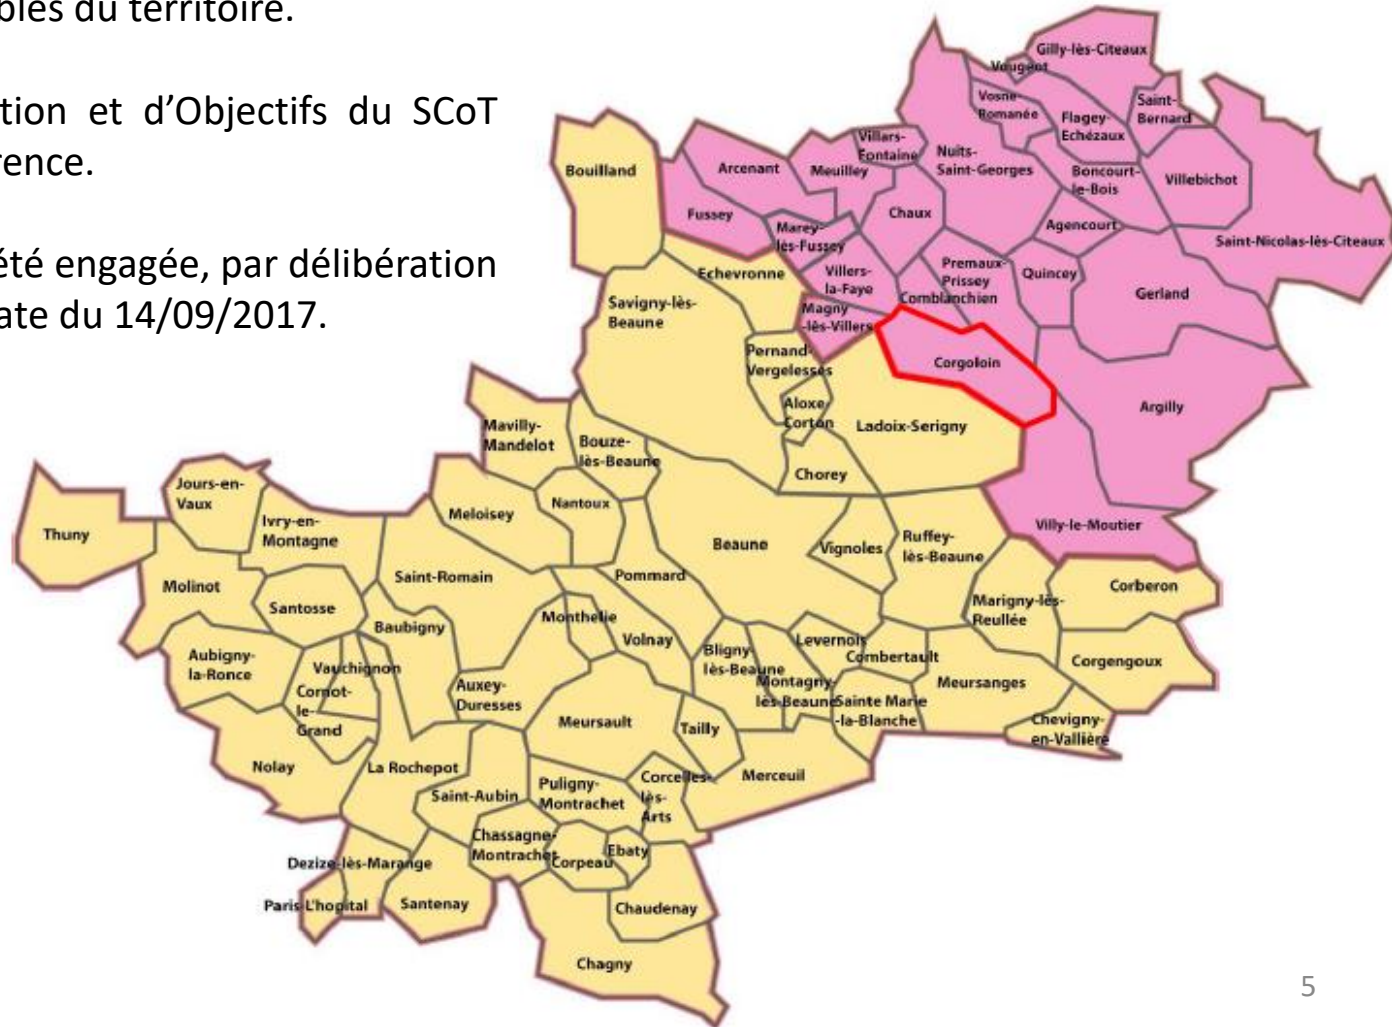 bles du territoire.
tion et d’Objectifs du SCoT
rence.
été engagée, par délibération
ate du 14/09/2017.
Gilly-lès-Citeaux
Vougeot
Vosne-
Romanée
Flagey-
Echézaux
Saint-
Bernard
Villars-
Fontaine
Nuits-
Saint-Georges
Boncourt-
le-Bois
Villebichot
Bouilland
Arcenant
Meuilley
Fussey
Chaux
Marey-
lès-Fussey
Agencourt
Saint-Nicolas-lès-Citeaux
Echevronne
Villers-
la-Faye
Premaux-
Prissey
Quincey
Comblanchien
Gerland
Savigny-lès-
Beaune
Magny
-lès-Villers
Pernand-
Vergelesses
Corgoloin
Aloxe-
Corton
Ladoix-Serigny
Argilly
Mavilly-
Mandelot
Bouze-
lès-Beaune
Chorey
Jours-en-
Vaux
Nantoux
Meloisey
Thuny
Ivry-en-
Montagne
Beaune
Vignoles
Ruffey-
lès-Beaune
Villy-le-Moutier
Molinot
Saint-Romain
Pommard
Corberon
Santosse
Baubigny
Monthelie
Volnay
Marigny-lès-
Reullée
Levernois
Combertault
Aubigny-
la-Ronce
Vauchignon
Bligny-
lès-Beaune
Corgengoux
Cornot-
le-
Grand
Auxey-
Duresses
Montagny-
lès-Beaune
Sainte Marie
-la-Blanche
Meursanges
Meursault
Tailly
Chevigny-
en-Vallière
Nolay
La Rochepot
Saint-Aubin
Puligny-
Montrachet
Corcelles-
lès-
Arts
Merceuil
Chassagne-
Montrachet
Corpeau
Ebaty
Dezize-lès-Marange
Paris-L'hopital
Santenay
Chaudenay
Chagny
5